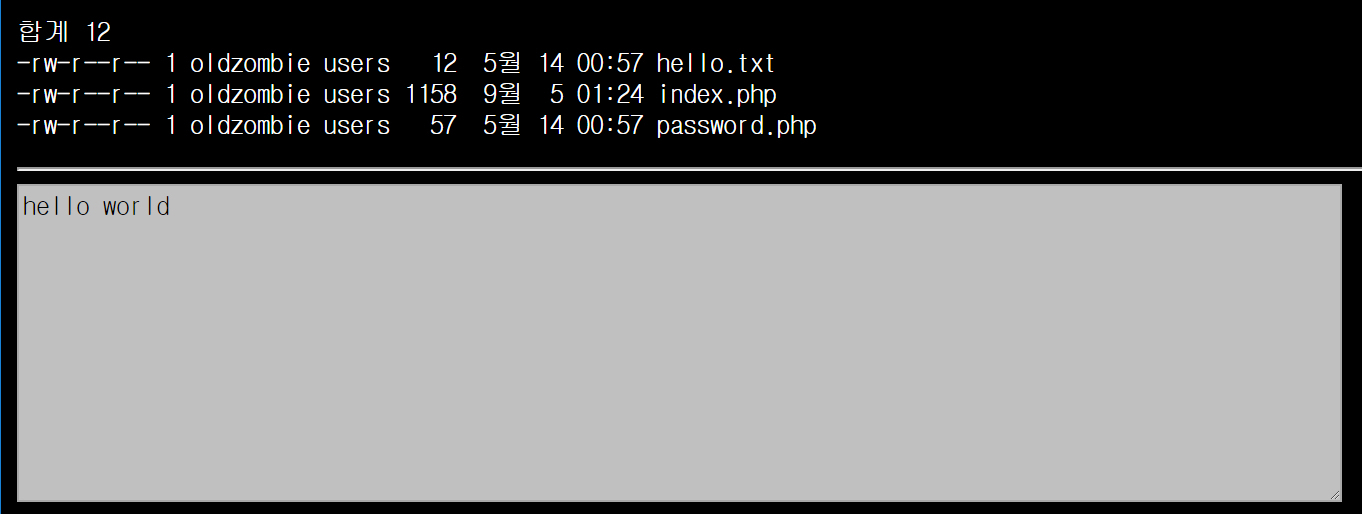 합계 12
-rw-r--r-- 1 oldzombie users   12  5월 14 00:57 hello.txt
-rw-r--r-- 1 oldzombie users 1158  9월  5 01:24 index.php
-rw-r--r-- 1 oldzombie users   57  5월 14 00:57 password.php
hello world